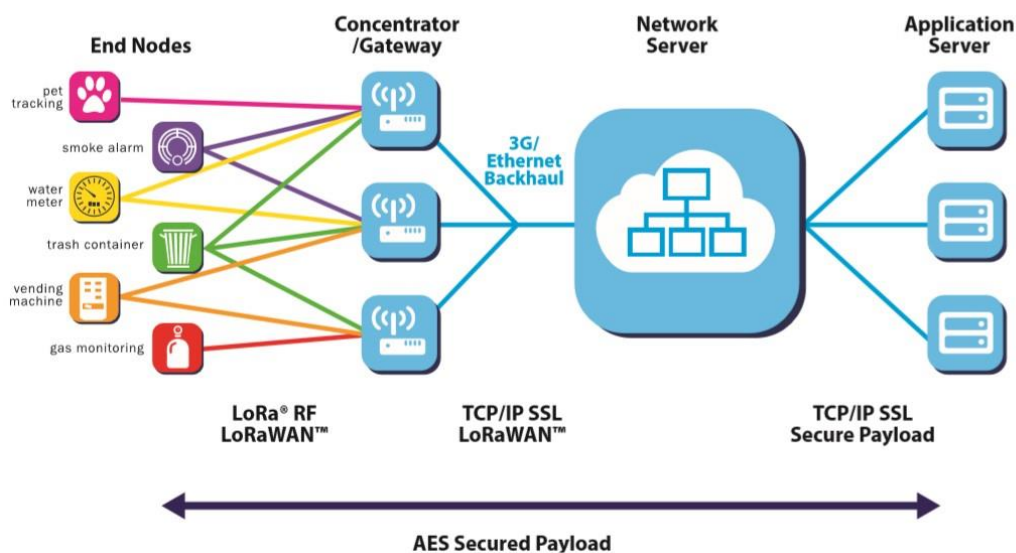 End Nodes
Concentrator
/Gateway
Network
Server
Application
Server
pet
tracking
smoke alarm
water
meter
trash container
vending
machine
gas monitoring
3G/
Ethernet
Backhaul
LoRa® RF
LoRaWAN™
TCP/IP SSL
LoRaWAN™
TCP/IP SSL
Secure Payload
AES Secured Payload